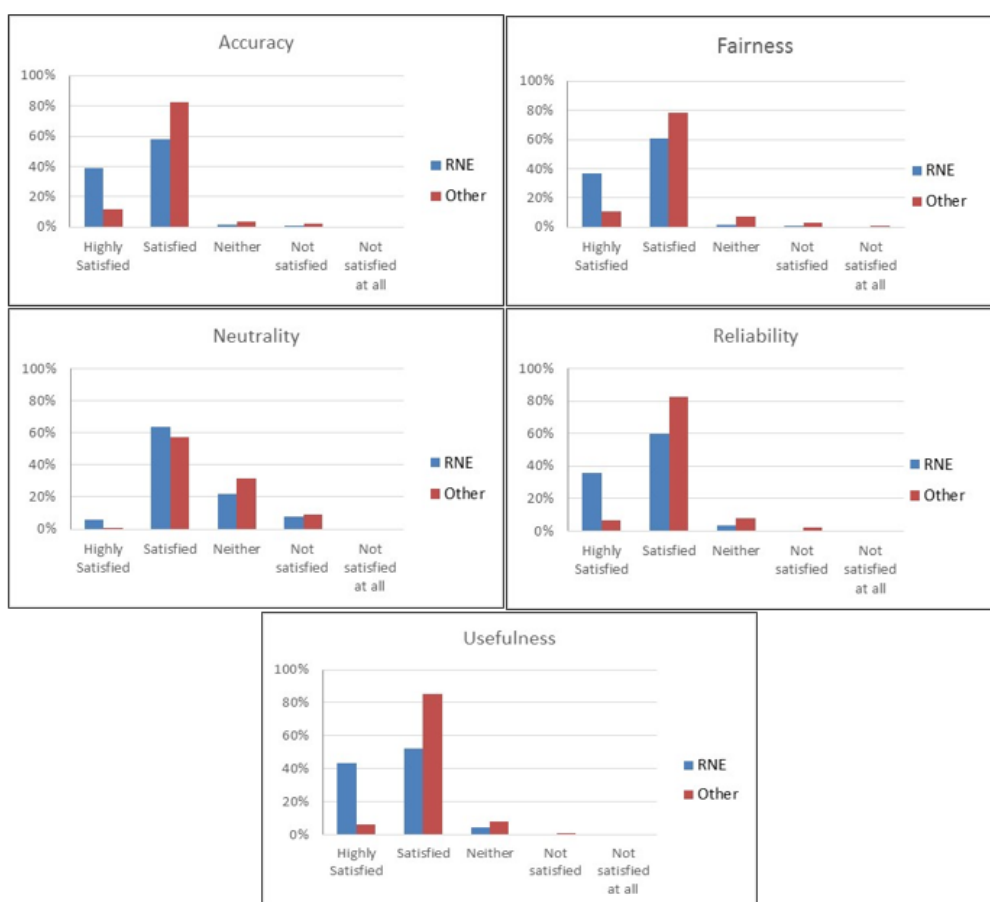 Accuracy
100%
80%
60%
40%
20%
0%
Highly Satisfied
Satisfied
Neither
Not satisfied
Not satisfied at all
RNE
Other
Fairness
100%
80%
60%
40%
20%
0%
Highly Satisfied
Satisfied
Neither
Not satisfied
Not satisfied at all
RNE
Other
Neutrality
100%
80%
60%
40%
20%
0%
Highly Satisfied
Satisfied
Neither
Not satisfied
Not satisfied at all
RNE
Other
Reliability
100%
80%
60%
40%
20%
0%
Highly Satisfied
Satisfied
Neither
Not satisfied
Not satisfied at all
RNE
Other
Usefulness
100%
80%
60%
40%
20%
0%
Highly Satisfied
Satisfied
Neither
Not satisfied
Not satisfied at all
RNE
Other